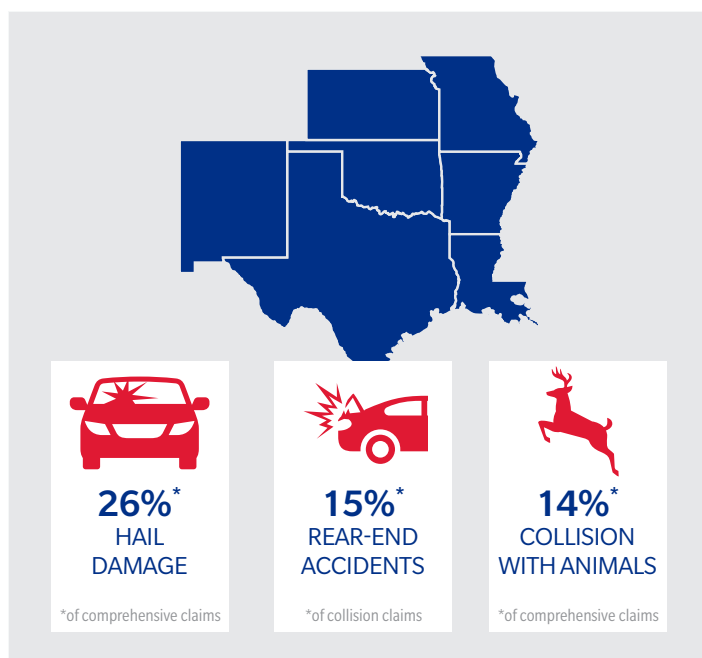 26%*
HAIL
DAMAGE
*of comprehensive claims
15%*
REAR-END
ACCIDENTS
*of collision claims
14%*
COLLISION
WITH ANIMALS
*of comprehensive claims